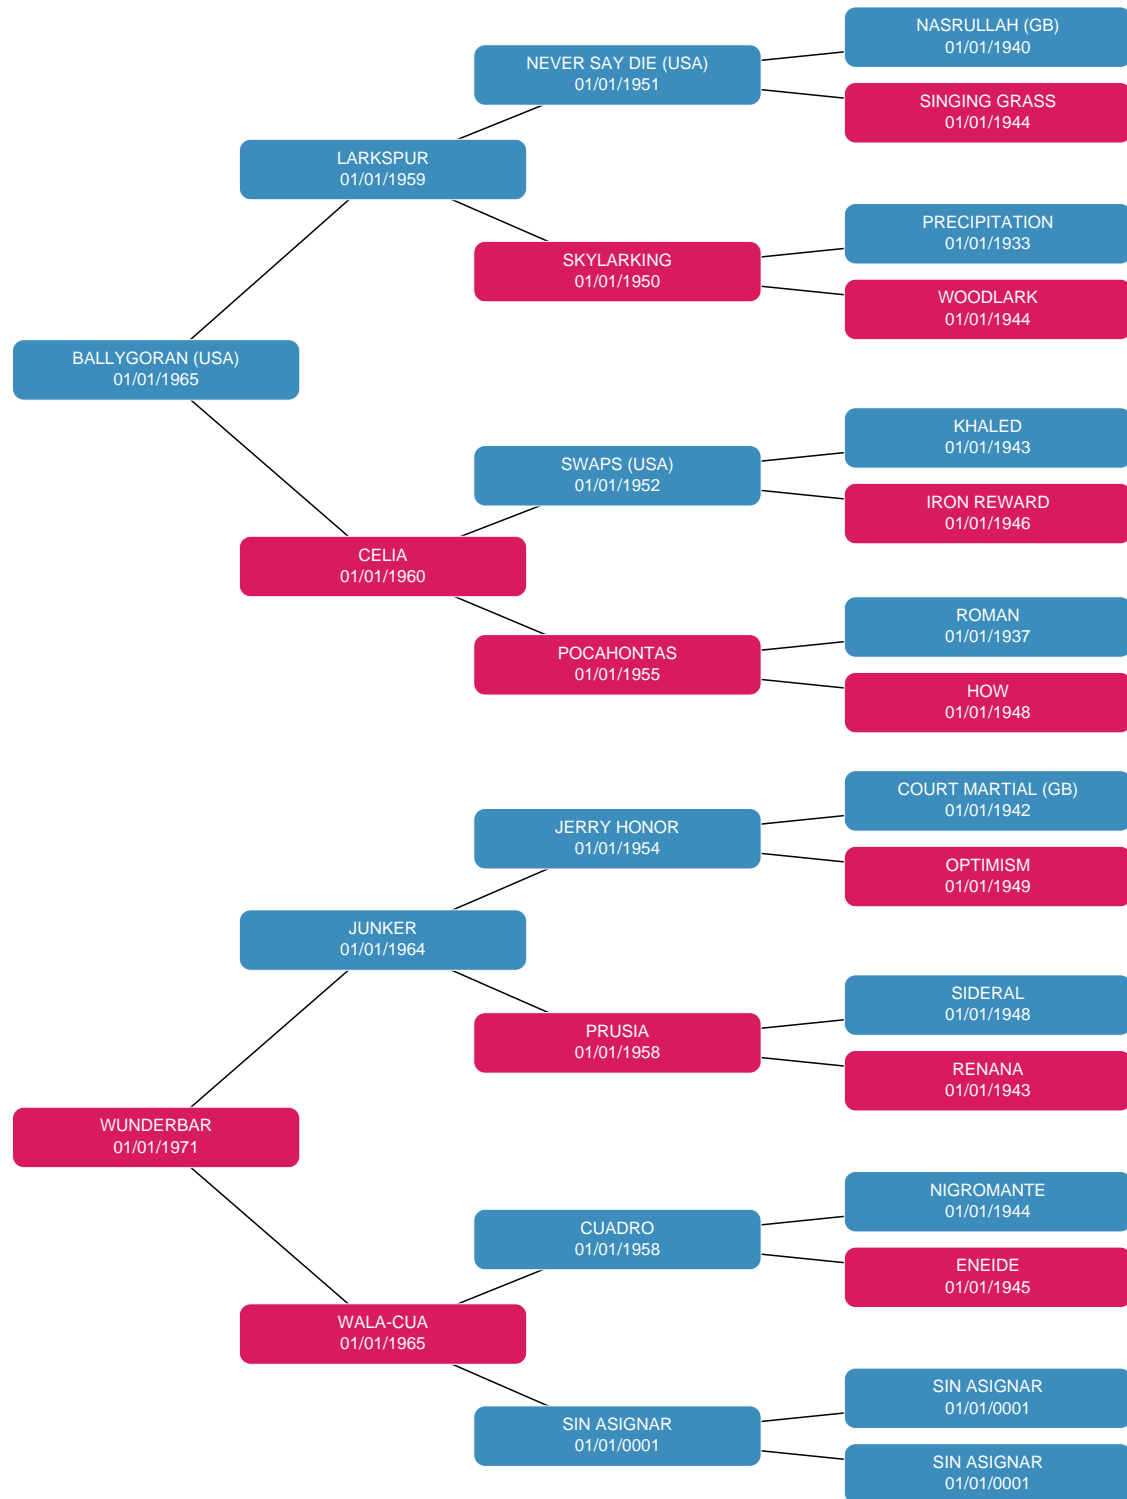 NASRULLAH (GB)
01/01/1940
NEVER SAY DIE (USA)
01/01/1951
SINGING GRASS
01/01/1944
LARKSPUR
01/01/1959
PRECIPITATION
01/01/1933
SKYLARKING
01/01/1950
WOODLARK
01/01/1944
BALLYGORAN (USA)
01/01/1965
KHALED
01/01/1943
SWAPS (USA)
01/01/1952
IRON REWARD
01/01/1946
CELIA
01/01/1960
ROMAN
01/01/1937
POCAHONTAS
01/01/1955
HOW
01/01/1948
COURT MARTIAL (GB)
01/01/1942
JERRY HONOR
01/01/1954
OPTIMISM
01/01/1949
JUNKER
01/01/1964
SIDERAL
01/01/1948
PRUSIA
01/01/1958
RENANA
01/01/1943
WUNDERBAR
01/01/1971
NIGROMANTE
01/01/1944
CUADRO
01/01/1958
ENEIDE
01/01/1945
WALA-CUA
01/01/1965
SIN ASIGNAR
01/01/0001
SIN ASIGNAR
01/01/0001
SIN ASIGNAR
01/01/0001